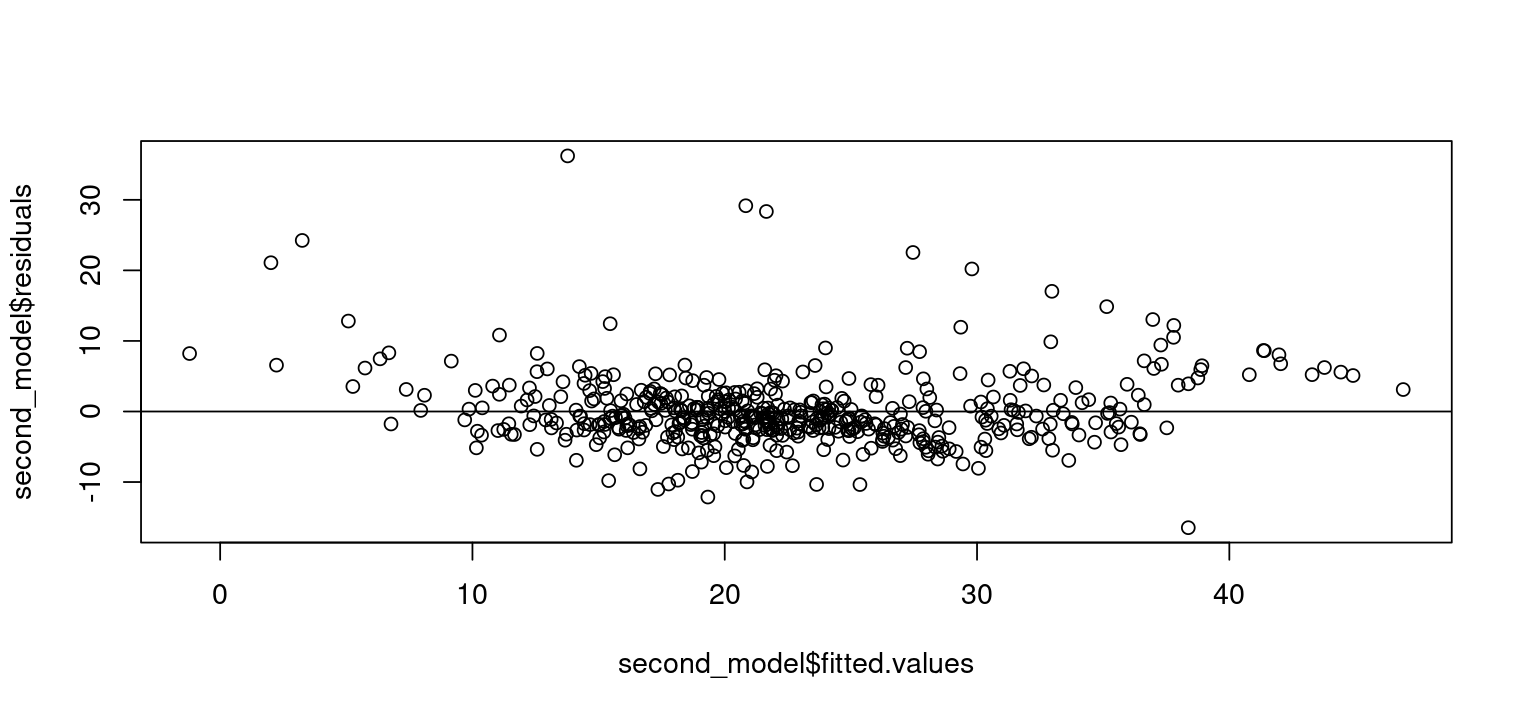 second_model$residuals
30
20
10
0
-10
0 10 20 30 40
second_model$fitted.values